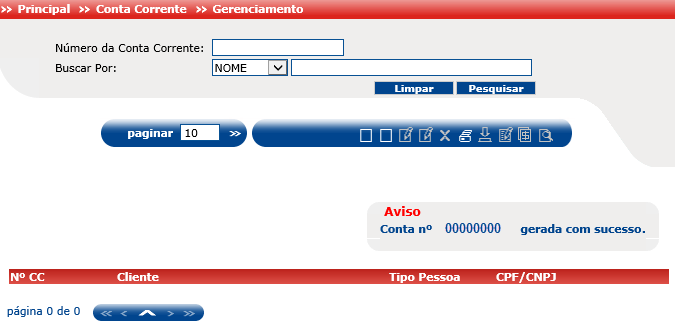 >> Principal >> Conta Corrente >> Gerenciamento
Número da Conta Corrente:
Buscar Por: NOME
Limpar Pesquisar
paginar 10 >>
Aviso
Conta nº 00000000 gerada com sucesso.
Nº CC Cliente Tipo Pessoa CPF/CNPJ
página 0 de 0 << < > >>